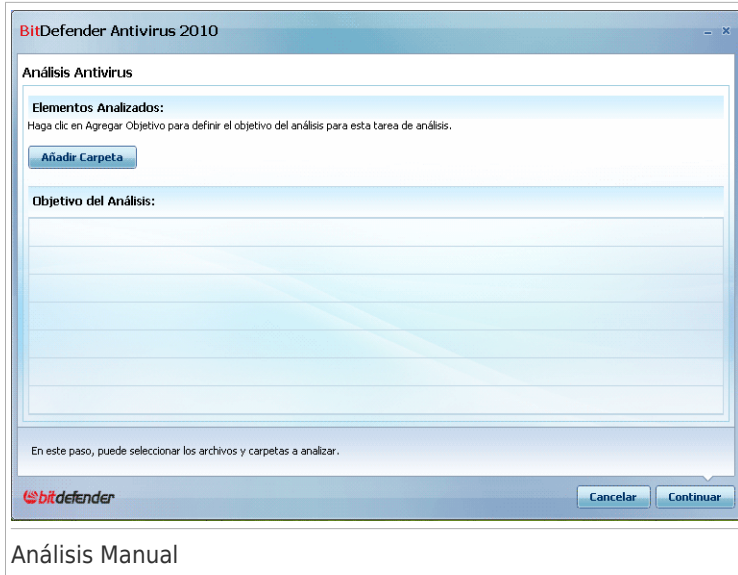 BitDefender Antivirus 2010
Análisis Antivirus
Elementos Analizados:
Haga clic en Agregar Objetivo para definir el objetivo del análisis para esta tarea de análisis.
Añadir Carpeta
Objetivo del Análisis:
En este paso, puede seleccionar los archivos y carpetas a analizar.
bitdefender
Cancelar
Continuar
Análisis Manual